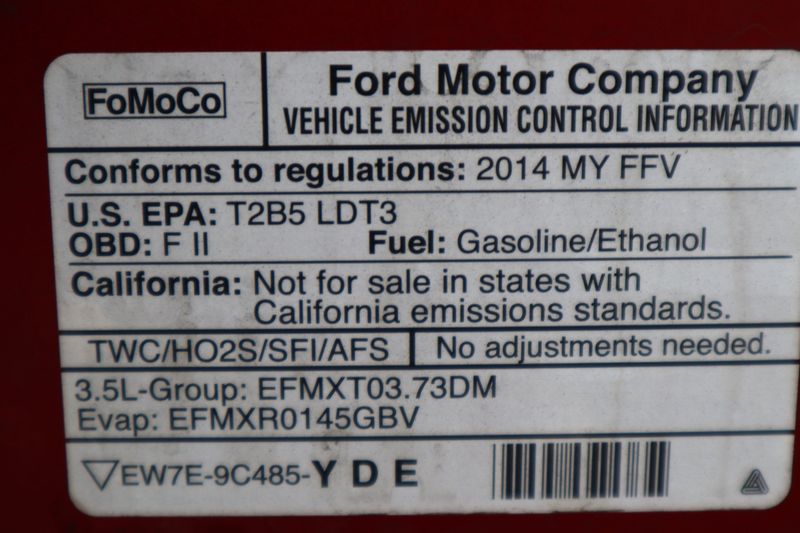 FoMoCo
Ford Motor Company
VEHICLE EMISSION CONTROL INFORMATION
Conforms to regulations: 2014 MY FFV
U.S. EPA: T2B5 LDT3
OBD: F II Fuel: Gasoline/Ethanol
California: Not for sale in states with
California emissions standards.
TWC/HO2S/SFI/AFS No adjustments needed.
3.5L-Group: EFMXT03.73DM
Evap: EFMXR0145GBV
EW7E-9C485-YDE